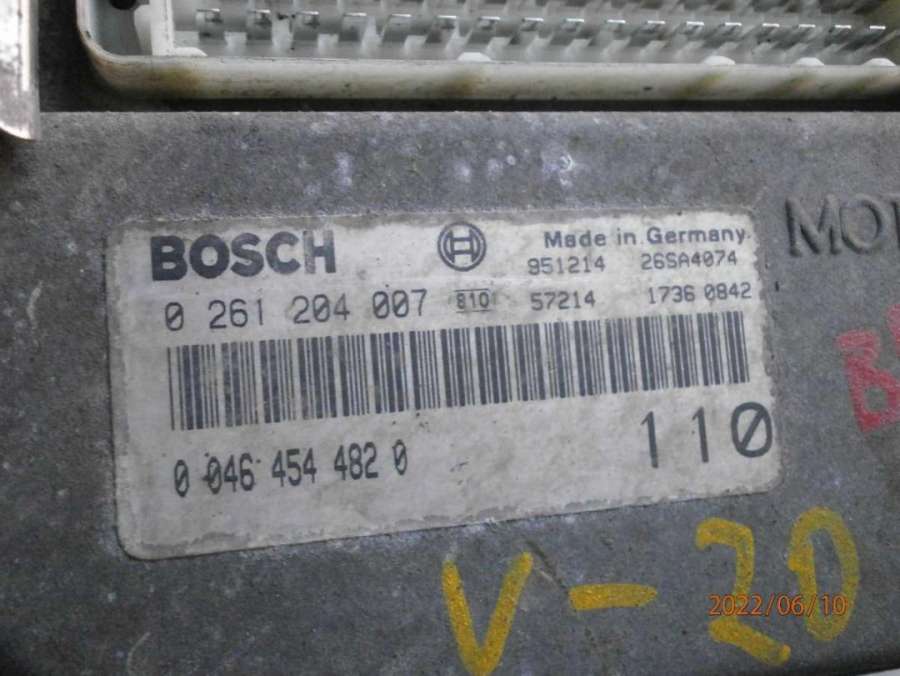 BOSCH
Made in Germany
951214 26SA4074
0 261 204 007 810 57214 1736 0842
0 046 454 482 0
110
V-20
2022/06/10